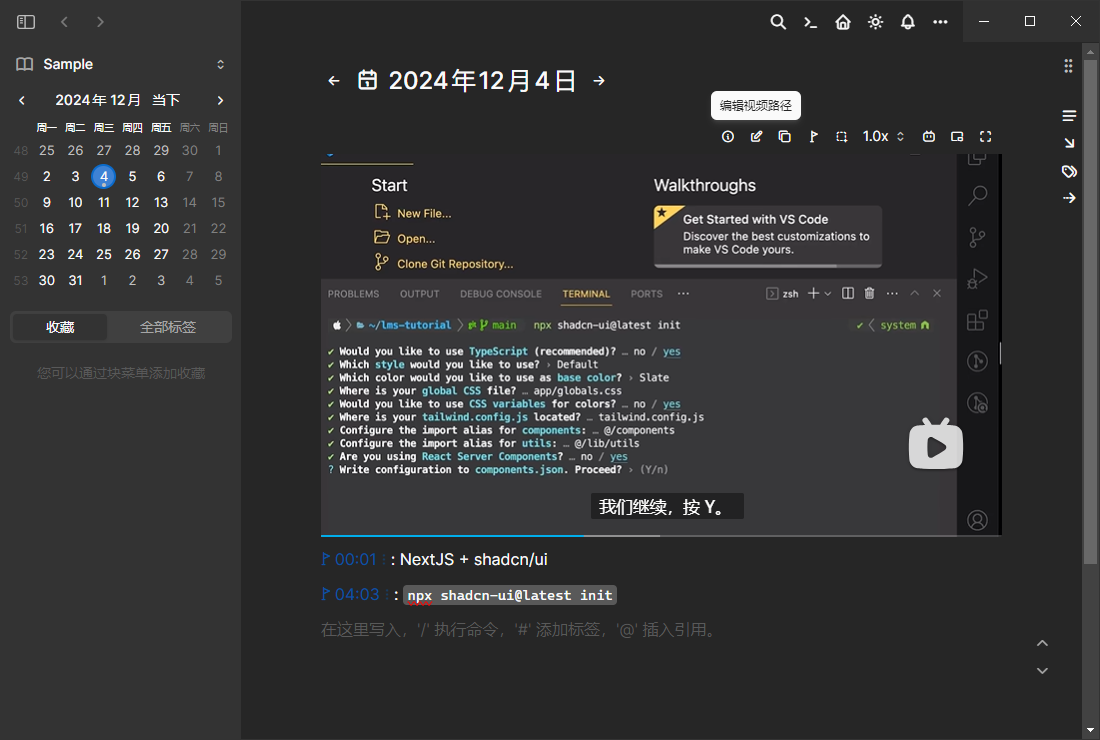 Sample
2024年 12月 当下
周一 周二 周三 周四 周五 周六 周日
48 25 26 27 28 29 30 1
49 2 3 4 5 6 7 8
50 9 10 11 12 13 14 15
51 16 17 18 19 20 21 22
52 23 24 25 26 27 28 29
53 30 31 1 2 3 4 5
收藏 全部标签
您可以通过块菜单添加收藏
2024年12月4日
编辑视频路径
1.0x
Start
New File...
Open...
Clone Git Repository...
Walkthroughs
Get Started with VS Code
Discover the best customizations to
make VS Code yours.
PROBLEMS OUTPUT DEBUG CONSOLE TERMINAL PORTS ··· zsh
~/lms-tutorial main npx shadcn-ui@latest init system
✔ Would you like to use TypeScript (recommended)? … no / yes
✔ Which style would you like to use? › Default
✔ Which color would you like to use as base color? › Slate
✔ Where is your global CSS file? … app/globals.css
✔ Would you like to use CSS variables for colors? … no / yes
✔ Where is your tailwind.config.js located? … tailwind.config.js
✔ Configure the import alias for components: … @/components
✔ Configure the import alias for utils: … @/lib/utils
✔ Are you using React Server Components? … no / yes
? Write configuration to components.json. Proceed? › (Y/n)
我们继续，按 Y。
00:01 : NextJS + shadcn/ui
04:03 : npx shadcn-ui@latest init
在这里写入，'/' 执行命令，'#' 添加标签，'@' 插入引用。